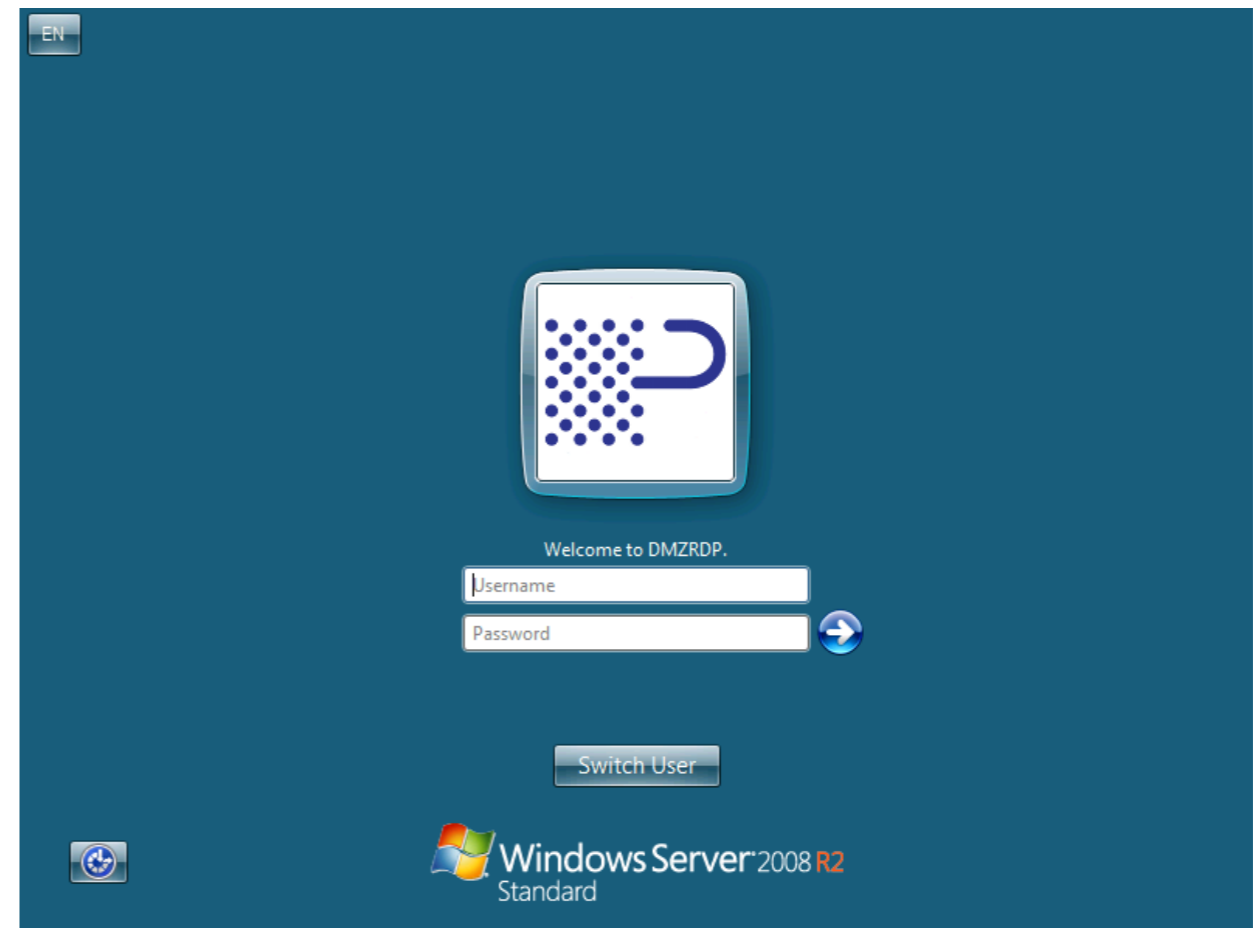 EN
Welcome to DMZRDP.
Username
Password
Switch User
Windows Server 2008 R2
Standard